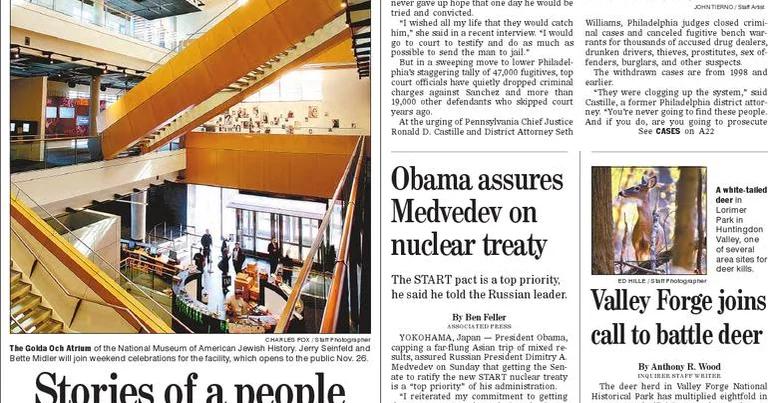 never gave up hope that one day he would be
tried and convicted.
"I wished all my life that they would catch
him," she said in a recent interview. "I would
go to court to testify and do as much as
possible to send the man to jail."
But in a sweeping move to lower Philadel-
phia's staggering tally of 47,000 fugitives, top
court officials have quietly dropped criminal
charges against Sanchez and more than
19,000 other defendants who skipped court
years ago.
At the urging of Pennsylvania Chief Justice
Ronald D. Castille and District Attorney Seth
JOHN TIERNO / Staff Artist
Williams, Philadelphia judges closed crimi-
nal cases and canceled fugitive bench war-
rants for thousands of accused drug dealers,
drunken drivers, thieves, prostitutes, sex of-
fenders, burglars, and other suspects.
The withdrawn cases are from 1998 and
earlier.
"They were clogging up the system," said
Castille, a former Philadelphia district attor-
ney. "You're never going to find these people.
And if you do, are you going to prosecute
See CASES on A22
CHARLES FOX / Staff Photographer
The Golda Och Atrium of the National Museum of American Jewish History. Jerry Seinfeld and
Bette Midler will join weekend celebrations for the facility, which opens to the public Nov. 26.
Stories of a people
Obama assures
Medvedev on
nuclear treaty
The START pact is a top priority,
he said he told the Russian leader.
By Ben Feller
ASSOCIATED PRESS
YOKOHAMA, Japan — President Obama,
capping a far-flung Asian trip of mixed re-
sults, assured Russian President Dimitry A.
Medvedev on Sunday that getting the Sen-
ate to ratify the new START nuclear treaty
is a "top priority" of his administration.
"I reiterated my commitment to getting
A white-tailed
deer in
Lorimer
Park in
Huntingdon
Valley, one
of several
area sites for
deer kills.
ED HILLE / Staff Photographer
Valley Forge joins
call to battle deer
By Anthony R. Wood
INQUIRER STAFF WRITER
The deer herd in Valley Forge National
Historical Park has multiplied eightfold in